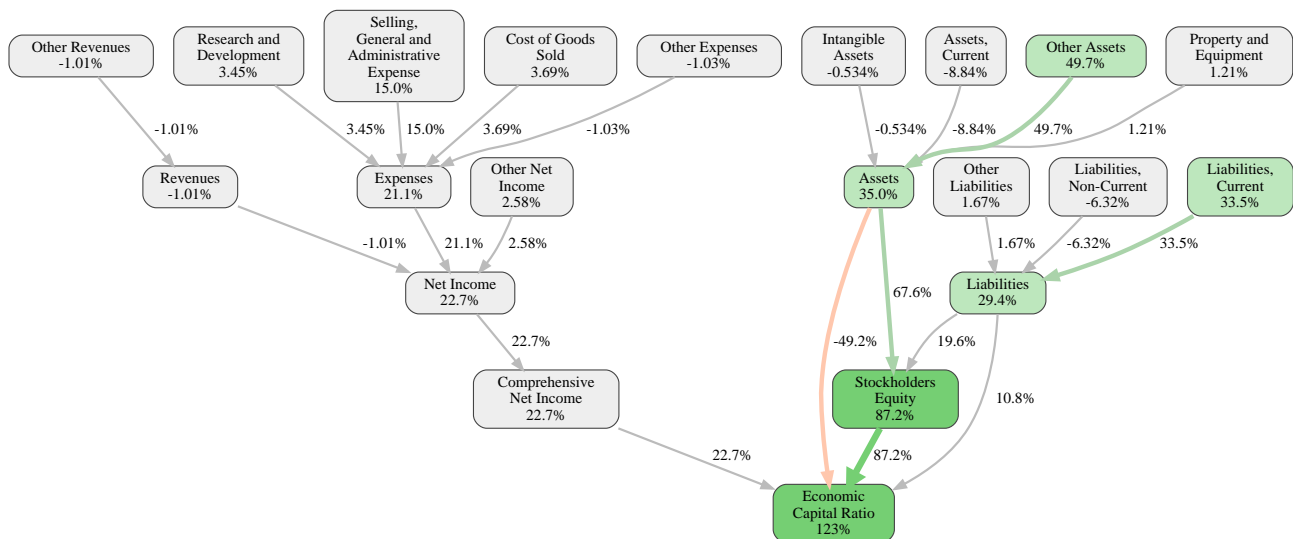 Other Revenues
-1.01%
Research and
Development
3.45%
Selling,
General and
Administrative
Expense
15.0%
Cost of Goods
Sold
3.69%
Other Expenses
-1.03%
Intangible
Assets
-0.534%
Assets,
Current
-8.84%
Other Assets
49.7%
Property and
Equipment
1.21%
-1.01%
3.45%
15.0%
3.69%
-1.03%
-0.534%
-8.84%
49.7%
1.21%
Revenues
-1.01%
Expenses
21.1%
Other Net
Income
2.58%
Assets
35.0%
Other
Liabilities
1.67%
Liabilities,
Non-Current
-6.32%
Liabilities,
Current
33.5%
-1.01%
21.1%
2.58%
1.67%
-6.32%
33.5%
Net Income
22.7%
67.6%
Liabilities
29.4%
22.7%
-49.2%
19.6%
Comprehensive
Net Income
22.7%
Stockholders
Equity
87.2%
10.8%
22.7%
87.2%
Economic
Capital Ratio
123%